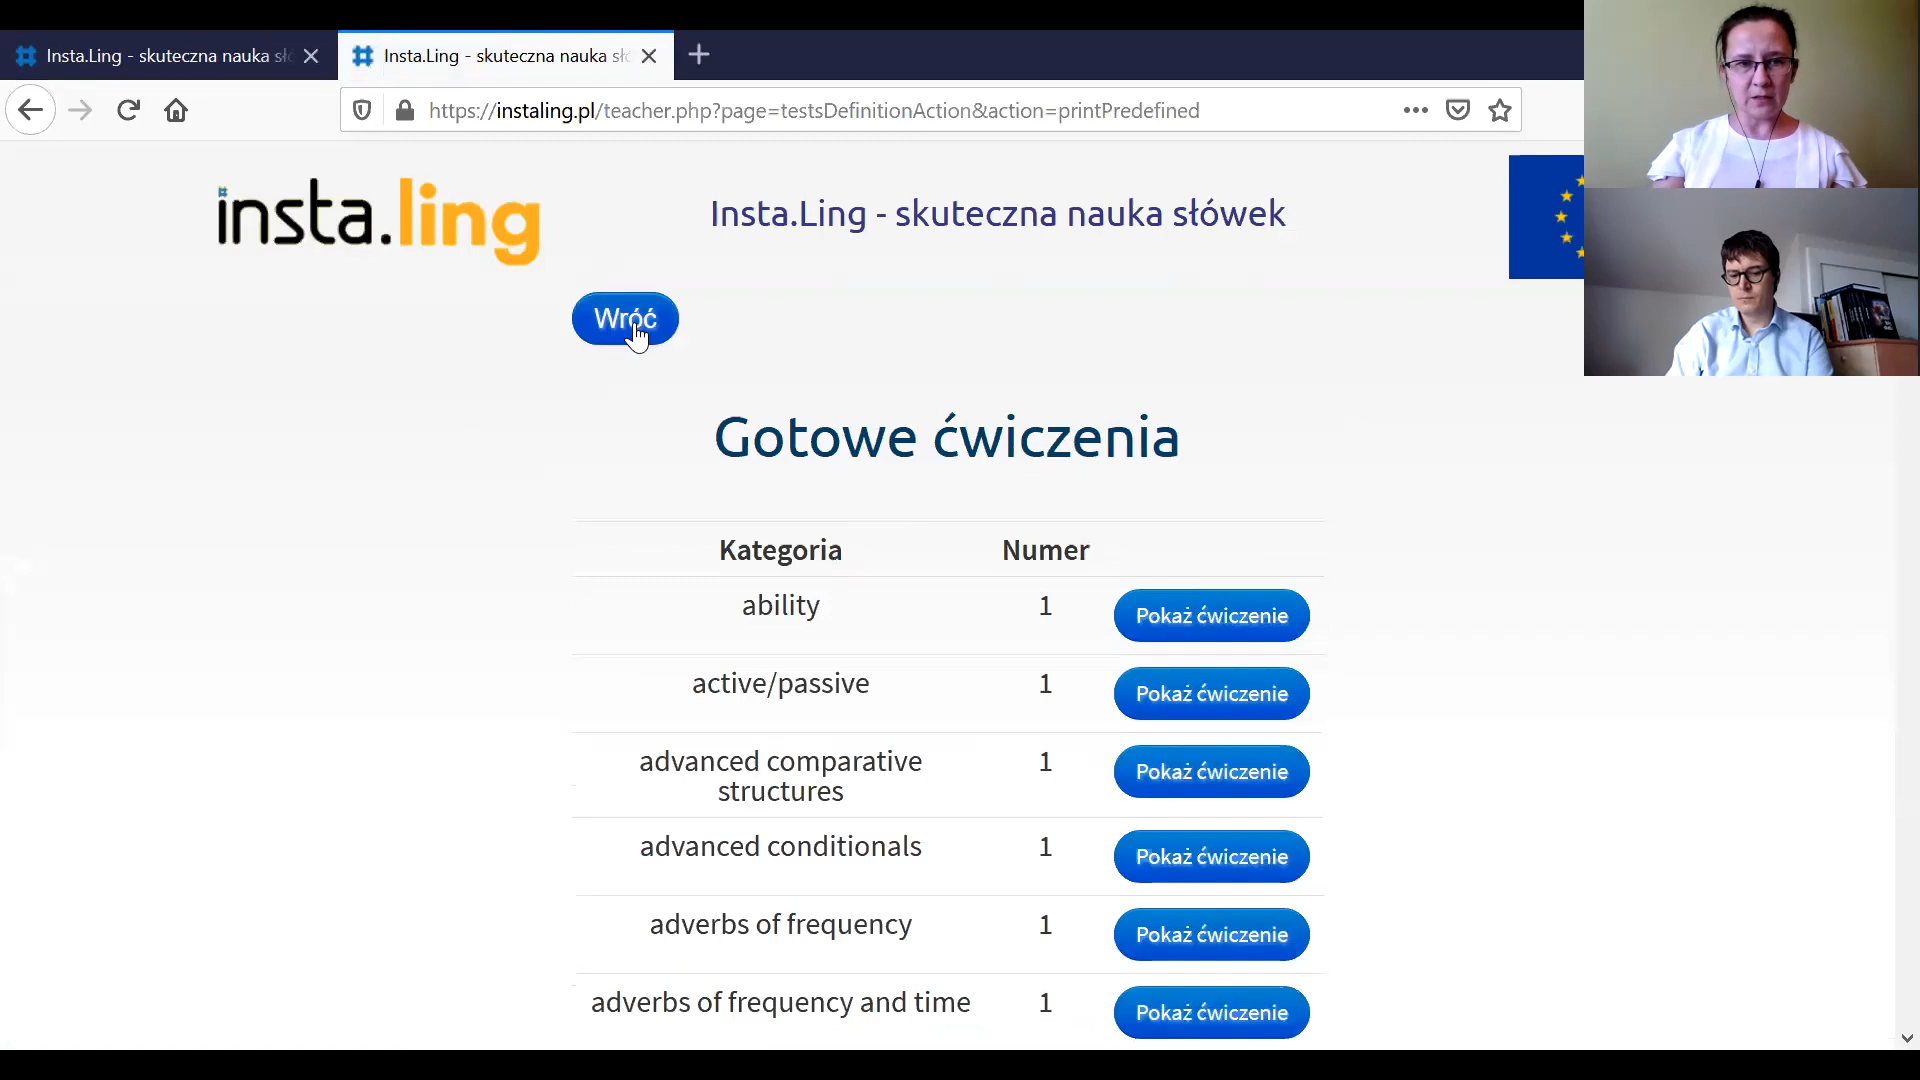 Insta.Ling - skuteczna nauka sł
Insta.Ling - skuteczna nauka sł
https://instaling.pl/teacher.php?page=testsDefinitionAction&action=printPredefined
insta.ling
Insta.Ling - skuteczna nauka słówek
Wróć
Gotowe ćwiczenia
Kategoria Numer
ability 1 Pokaż ćwiczenie
active/passive 1 Pokaż ćwiczenie
advanced comparative
structures 1 Pokaż ćwiczenie
advanced conditionals 1 Pokaż ćwiczenie
adverbs of frequency 1 Pokaż ćwiczenie
adverbs of frequency and time 1 Pokaż ćwiczenie